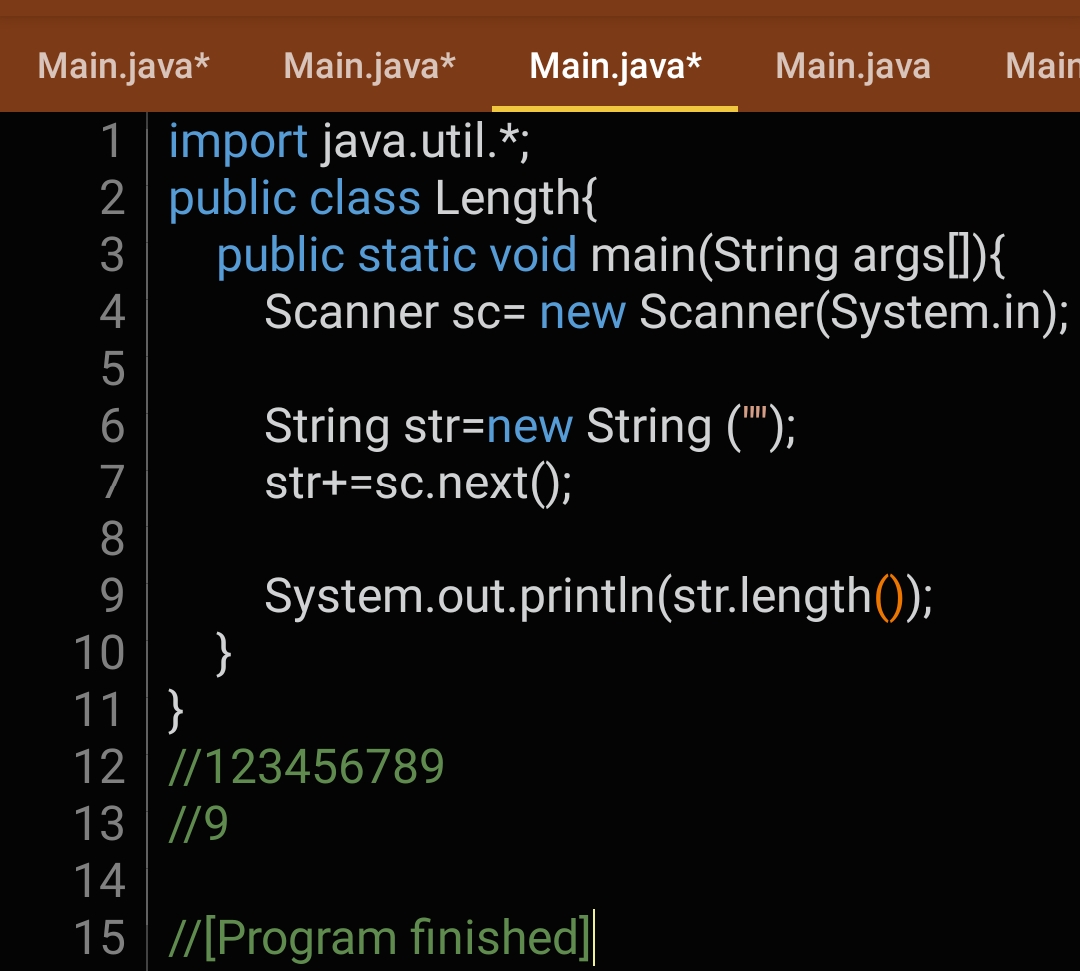 Main.java* Main.java* Main.java* Main.java Main
1 import java.util.*;
2 public class Length{
3 public static void main(String args[]){
4 Scanner sc= new Scanner(System.in);
5
6 String str=new String ("");
7 str+=sc.next();
8
9 System.out.println(str.length());
10 }
11 }
12 //123456789
13 //9
14
15 //[Program finished]